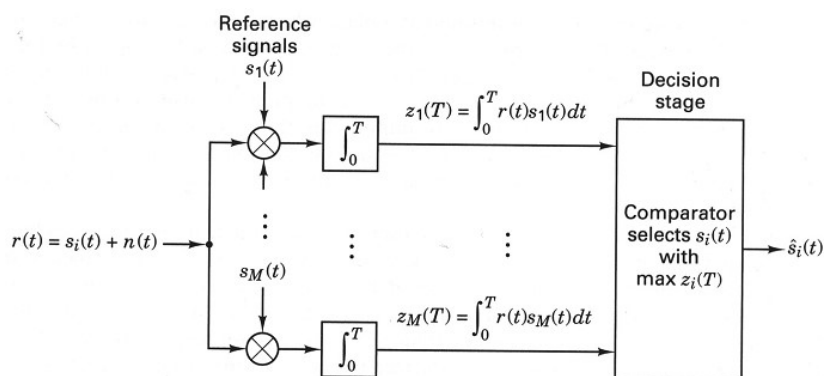 Reference
signals
s₁(t)
z₁(T) = ∫₀ᵀ r(t)s₁(t)dt
Decision
stage
∫₀ᵀ
r(t) = sᵢ(t) + n(t)
⋮
⋮
⋮
Comparator
selects sᵢ(t)
with
max zᵢ(T)
ŝᵢ(t)
s_M(t)
z_M(T) = ∫₀ᵀ r(t)s_M(t)dt
∫₀ᵀ